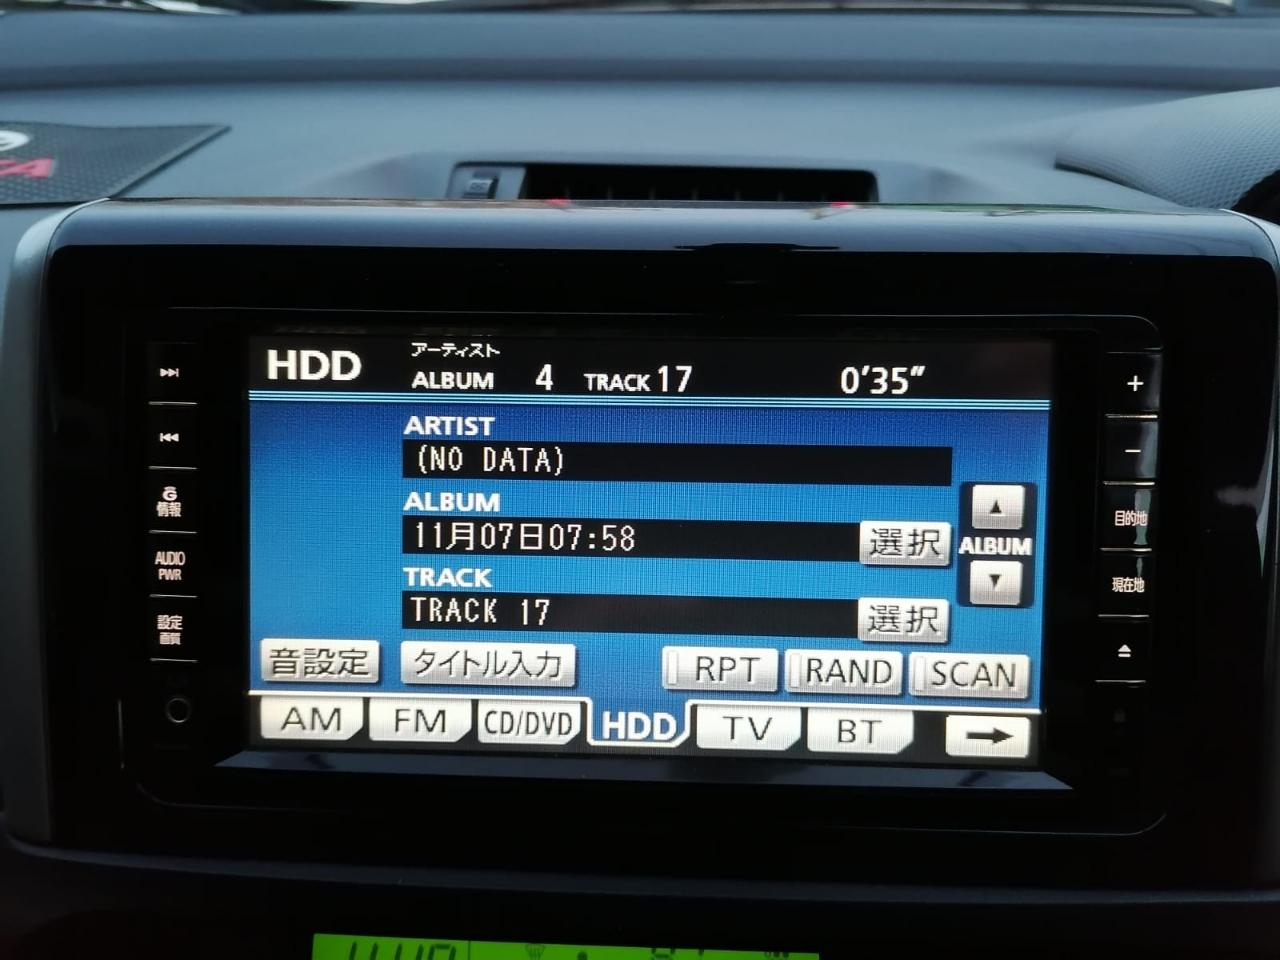 HDD
アーティスト
ALBUM 4 TRACK 17 0'35"
ARTIST
(NO DATA)
ALBUM
11月07日07:58
選択
ALBUM
TRACK
TRACK 17
選択
音設定
タイトル入力
RPT
RAND
SCAN
AM
FM
CD/DVD
HDD
TV
BT
G
情報
AUDIO
PWR
設定
画質
+
−
目的地
現在地